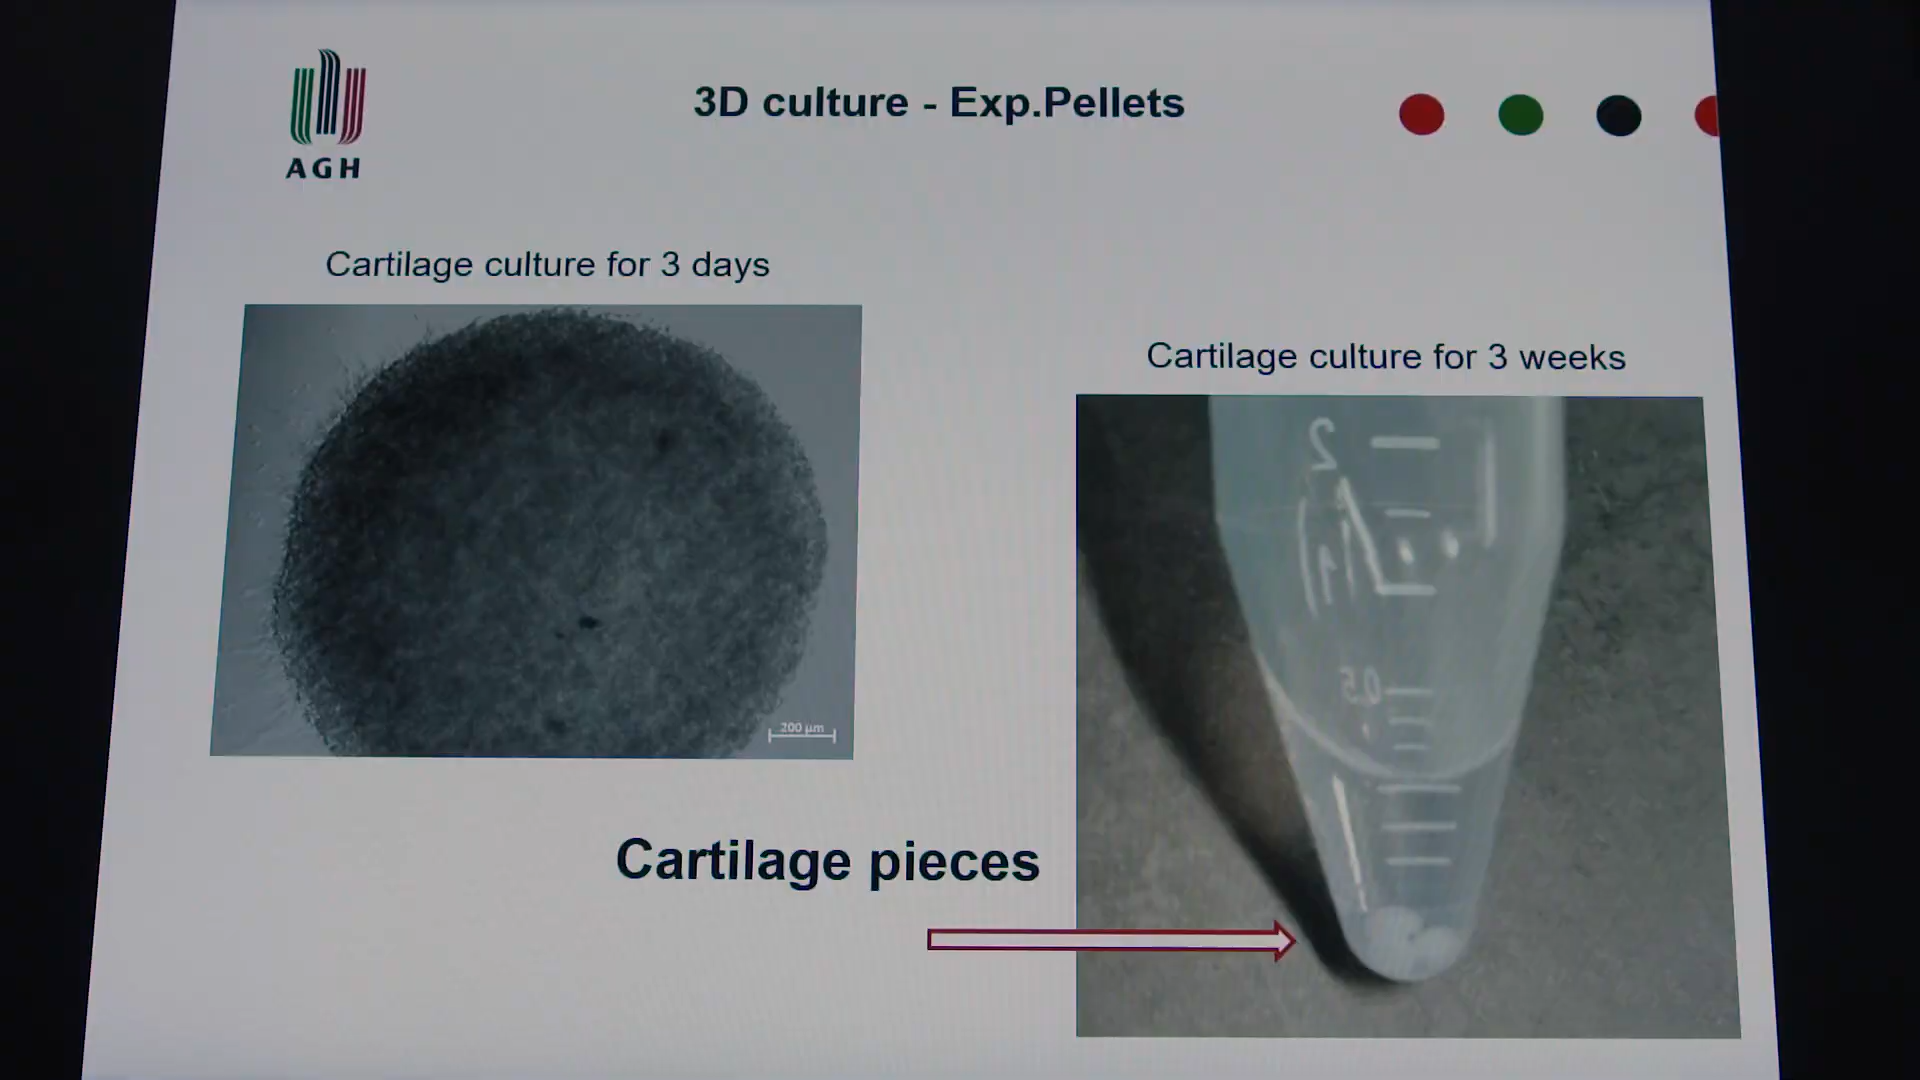 AGH
3D culture - Exp.Pellets
Cartilage culture for 3 days
200 µm
Cartilage culture for 3 weeks
2
1
0.5
Cartilage pieces